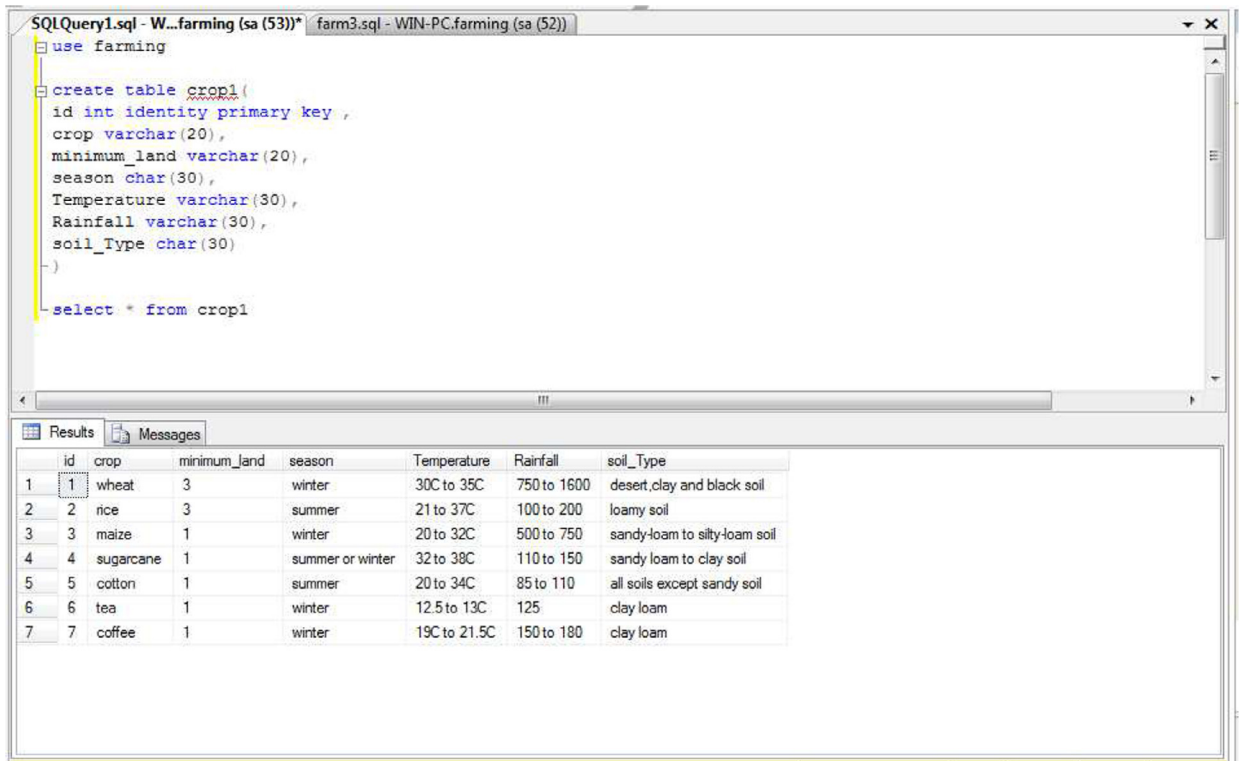 SQLQuery1.sql - W...farming (sa (53))* farm3.sql - WIN-PC.farming (sa (52))
use farming
create table crop1(
id int identity primary key ,
crop varchar(20),
minimum_land varchar(20),
season char(30),
Temperature varchar(30),
Rainfall varchar(30),
soil_Type char(30)
)
select * from crop1
Results Messages
id crop minimum_land season Temperature Rainfall soil_Type
1 1 wheat 3 winter 30C to 35C 750 to 1600 desert,clay and black soil
2 2 rice 3 summer 21 to 37C 100 to 200 loamy soil
3 3 maize 1 winter 20 to 32C 500 to 750 sandy-loam to silty-loam soil
4 4 sugarcane 1 summer or winter 32 to 38C 110 to 150 sandy loam to clay soil
5 5 cotton 1 summer 20 to 34C 85 to 110 all soils except sandy soil
6 6 tea 1 winter 12.5 to 13C 125 clay loam
7 7 coffee 1 winter 19C to 21.5C 150 to 180 clay loam